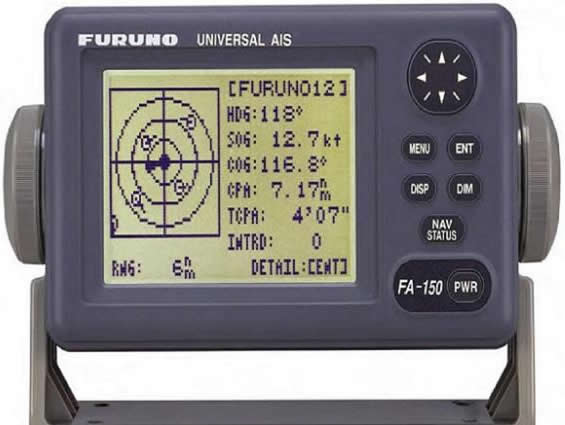 FURUNO UNIVERSAL AIS
[FURUNO12]
HDG:118°
SOG: 12.7kt
COG:116.8°
CPA: 7.17nm
TCPA: 4'07"
INTRD: 0
RNG: 6nm DETAIL:[ENT]
MENU ENT
DISP DIM
NAV
STATUS
FA-150 PWR